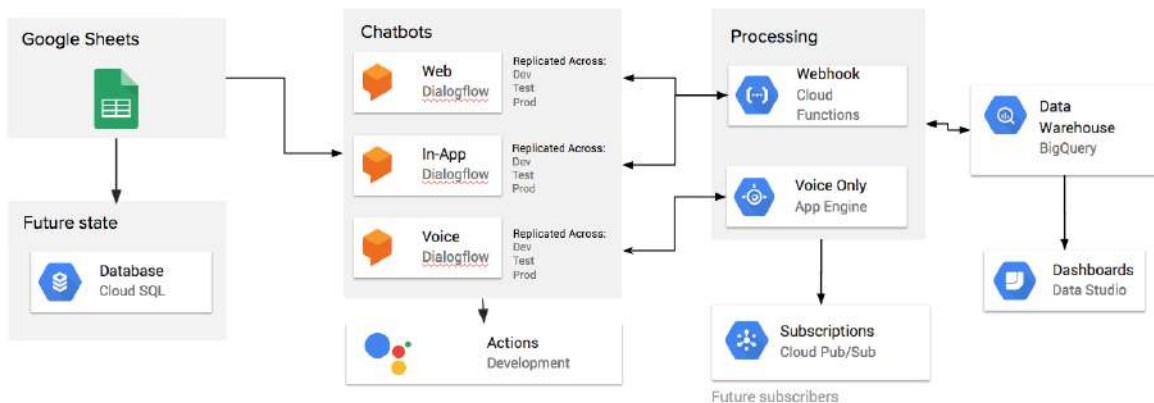 Google Sheets
Future state
Database
Cloud SQL
Chatbots
Web
Dialogflow
Replicated Across:
Dev
Test
Prod
In-App
Dialogflow
Replicated Across:
Dev
Test
Prod
Voice
Dialogflow
Replicated Across:
Dev
Test
Prod
Actions
Development
Processing
Webhook
Cloud
Functions
Voice Only
App Engine
Subscriptions
Cloud Pub/Sub
Future subscribers
Data
Warehouse
BigQuery
Dashboards
Data Studio